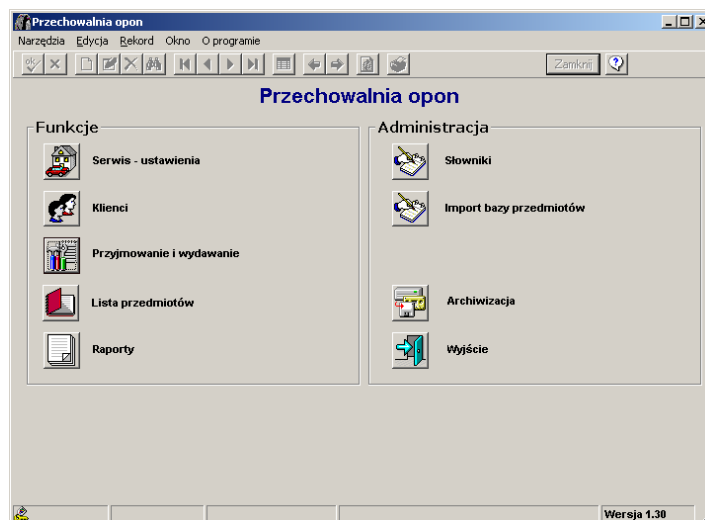 Przechowalnia opon
Narzędzia Edycja Rekord Okno O programie
ok Zamknij
Przechowalnia opon
Funkcje
Serwis - ustawienia
Klienci
Przyjmowanie i wydawanie
Lista przedmiotów
Raporty
Administracja
Słowniki
Import bazy przedmiotów
Archiwizacja
Wyjście
Wersja 1.30